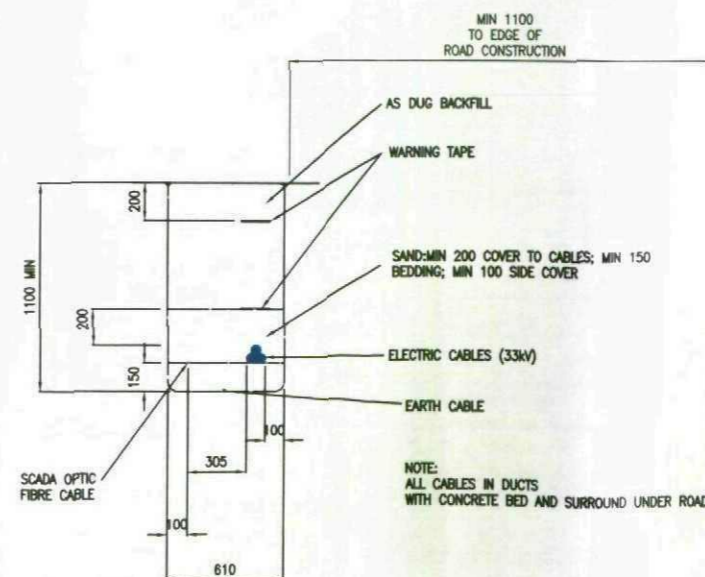 MIN 1100
TO EDGE OF
ROAD CONSTRUCTION
AS DUG BACKFILL
WARNING TAPE
200
1100 MIN
SAND:MIN 200 COVER TO CABLES; MIN 150
BEDDING; MIN 100 SIDE COVER
200
ELECTRIC CABLES (33kV)
150
EARTH CABLE
100
305
SCADA OPTIC
FIBRE CABLE
NOTE:
ALL CABLES IN DUCTS
WITH CONCRETE BED AND SURROUND UNDER ROAD
100
610